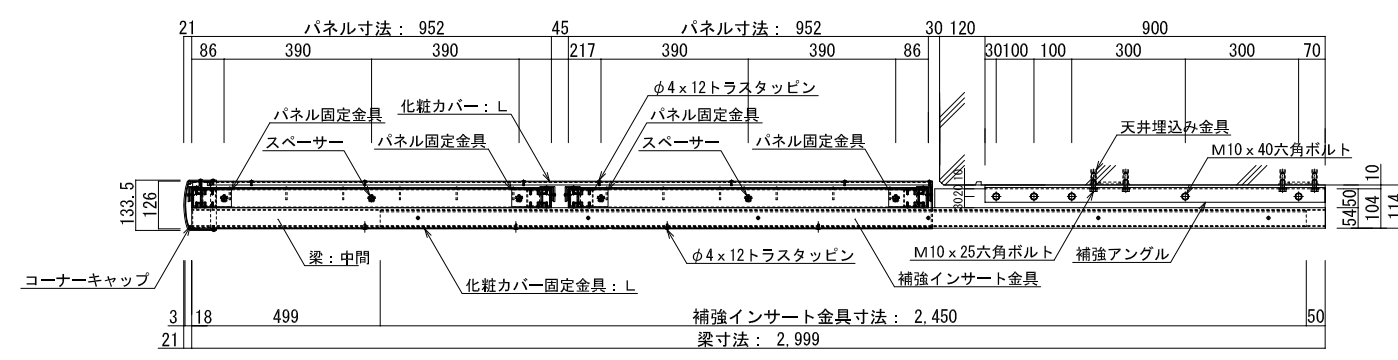 21 パネル寸法： 952 45 パネル寸法： 952 30 120 900
86 390 390 217 390 390 86 30 100 100 300 300 70
φ4×12トラスタッピン
化粧カバー：L
パネル固定金具 パネル固定金具 天井埋込み金具
スペーサー パネル固定金具 スペーサー パネル固定金具 M10×40六角ボルト
133.5
126
30 20 10
10
54 50
104
114
コーナーキャップ
梁：中間
φ4×12トラスタッピン
M10×25六角ボルト
補強アングル
化粧カバー固定金具：L
補強インサート金具
3 18 499 補強インサート金具寸法： 2,450 50
21 梁寸法： 2,999